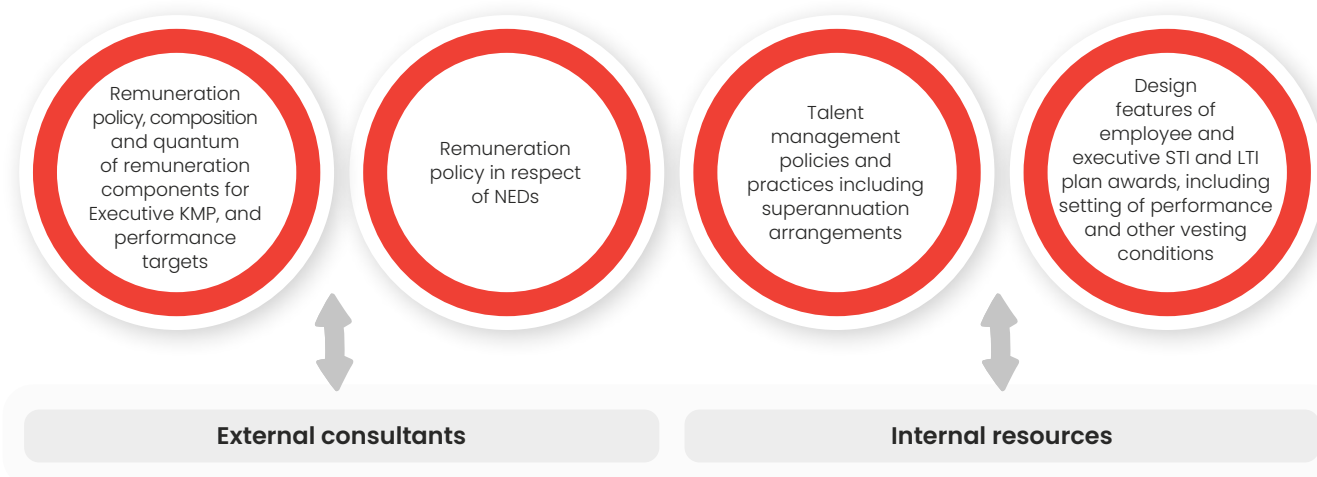 Remuneration
policy, composition
and quantum
of remuneration
components for
Executive KMP, and
performance
targets
Remuneration
policy in respect
of NEDs
Talent
management
policies and
practices including
superannuation
arrangements
Design
features of
employee and
executive STI and LTI
plan awards, including
setting of performance
and other vesting
conditions
External consultants
Internal resources